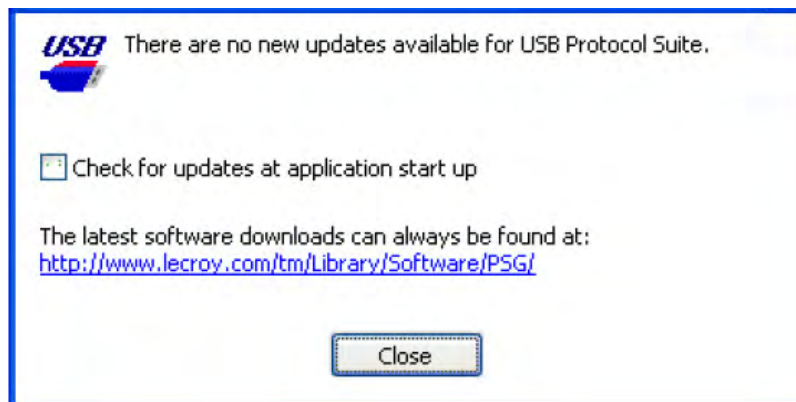 USB There are no new updates available for USB Protocol Suite.
Check for updates at application start up
The latest software downloads can always be found at:
http://www.lecroy.com/tm/Library/Software/PSG/
Close